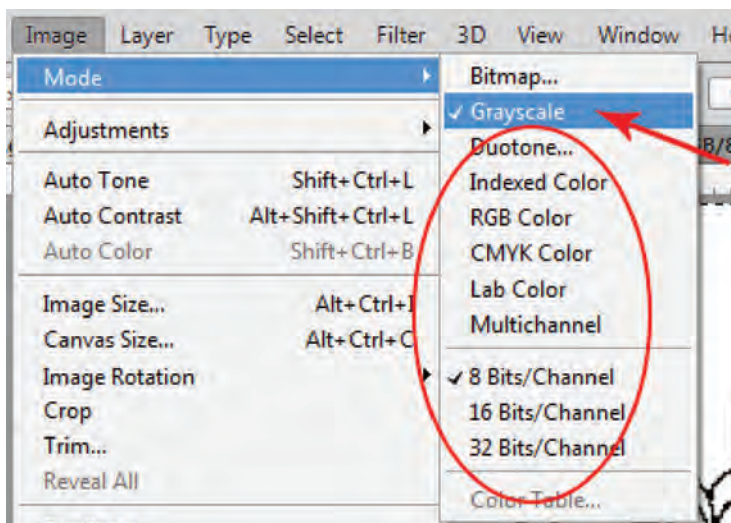 Image Layer Type Select Filter 3D View Window
Mode
Adjustments
Auto Tone Shift+Ctrl+L
Auto Contrast Alt+Shift+Ctrl+L
Auto Color Shift+Ctrl+B
Image Size... Alt+Ctrl+I
Canvas Size... Alt+Ctrl+C
Image Rotation
Crop
Trim...
Reveal All
Bitmap...
Grayscale
Duotone...
Indexed Color
RGB Color
CMYK Color
Lab Color
Multichannel
8 Bits/Channel
16 Bits/Channel
32 Bits/Channel
Color Table...